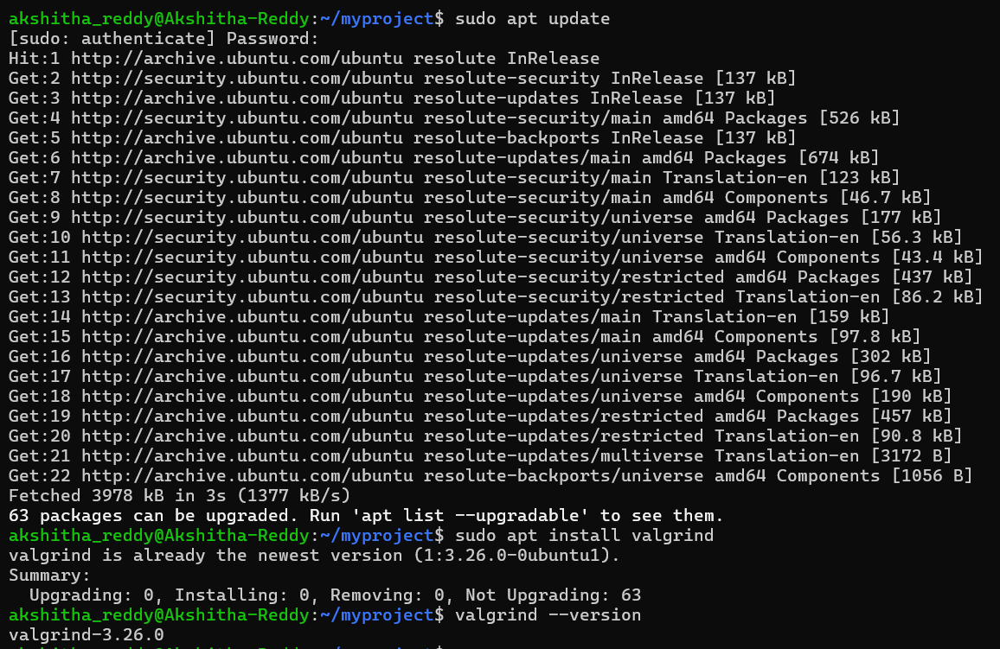 akshitha_reddy@Akshitha-Reddy:~/myproject$ sudo apt update
[sudo: authenticate] Password:
Hit:1 http://archive.ubuntu.com/ubuntu resolute InRelease
Get:2 http://security.ubuntu.com/ubuntu resolute-security InRelease [137 kB]
Get:3 http://archive.ubuntu.com/ubuntu resolute-updates InRelease [137 kB]
Get:4 http://security.ubuntu.com/ubuntu resolute-security/main amd64 Packages [526 kB]
Get:5 http://archive.ubuntu.com/ubuntu resolute-backports InRelease [137 kB]
Get:6 http://archive.ubuntu.com/ubuntu resolute-updates/main amd64 Packages [674 kB]
Get:7 http://security.ubuntu.com/ubuntu resolute-security/main Translation-en [123 kB]
Get:8 http://security.ubuntu.com/ubuntu resolute-security/main amd64 Components [46.7 kB]
Get:9 http://security.ubuntu.com/ubuntu resolute-security/universe amd64 Packages [177 kB]
Get:10 http://security.ubuntu.com/ubuntu resolute-security/universe Translation-en [56.3 kB]
Get:11 http://security.ubuntu.com/ubuntu resolute-security/universe amd64 Components [43.4 kB]
Get:12 http://security.ubuntu.com/ubuntu resolute-security/restricted amd64 Packages [437 kB]
Get:13 http://security.ubuntu.com/ubuntu resolute-security/restricted Translation-en [86.2 kB]
Get:14 http://archive.ubuntu.com/ubuntu resolute-updates/main Translation-en [159 kB]
Get:15 http://archive.ubuntu.com/ubuntu resolute-updates/main amd64 Components [97.8 kB]
Get:16 http://archive.ubuntu.com/ubuntu resolute-updates/universe amd64 Packages [302 kB]
Get:17 http://archive.ubuntu.com/ubuntu resolute-updates/universe Translation-en [96.7 kB]
Get:18 http://archive.ubuntu.com/ubuntu resolute-updates/universe amd64 Components [190 kB]
Get:19 http://archive.ubuntu.com/ubuntu resolute-updates/restricted amd64 Packages [457 kB]
Get:20 http://archive.ubuntu.com/ubuntu resolute-updates/restricted Translation-en [90.8 kB]
Get:21 http://archive.ubuntu.com/ubuntu resolute-updates/multiverse Translation-en [3172 B]
Get:22 http://archive.ubuntu.com/ubuntu resolute-backports/universe amd64 Components [1056 B]
Fetched 3978 kB in 3s (1377 kB/s)
63 packages can be upgraded. Run 'apt list --upgradable' to see them.
akshitha_reddy@Akshitha-Reddy:~/myproject$ sudo apt install valgrind
valgrind is already the newest version (1:3.26.0-0ubuntu1).
Summary:
  Upgrading: 0, Installing: 0, Removing: 0, Not Upgrading: 63
akshitha_reddy@Akshitha-Reddy:~/myproject$ valgrind --version
valgrind-3.26.0